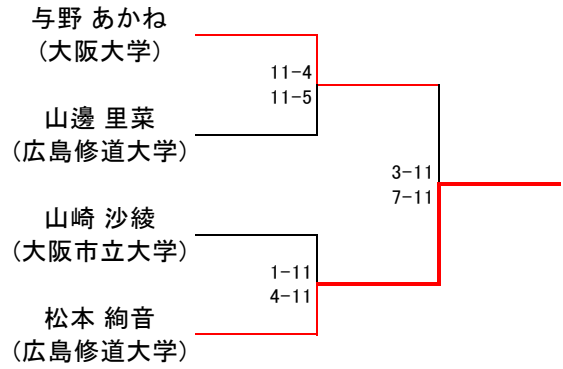 与野 あかね
(大阪大学)
11-4
11-5
山邊 里菜
(広島修道大学)
3-11
7-11
山崎 沙綾
(大阪市立大学)
1-11
4-11
松本 絢音
(広島修道大学)